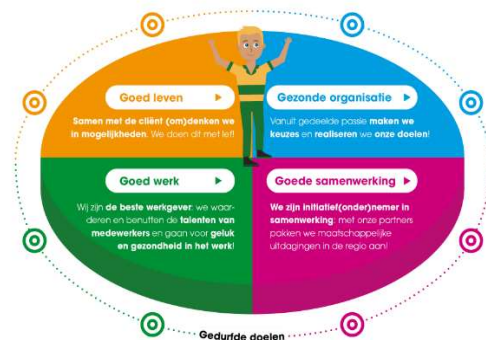 Goed leven
Samen met de cliënt (om)denken we
in mogelijkheden. We doen dit met lef!
Gezonde organisatie
Vanuit gedeelde passie maken we
keuzes en realiseren we onze doelen!
Goed werk
Wij zijn de beste werkgever: we waar-
deren en benutten de talenten van
medewerkers en gaan voor geluk
en gezondheid in het werk!
Goede samenwerking
We zijn initiatief(onder)nemer in
samenwerking: met onze partners
pakken we maatschappelijke
uitdagingen in de regio aan!
Gedurfde doelen